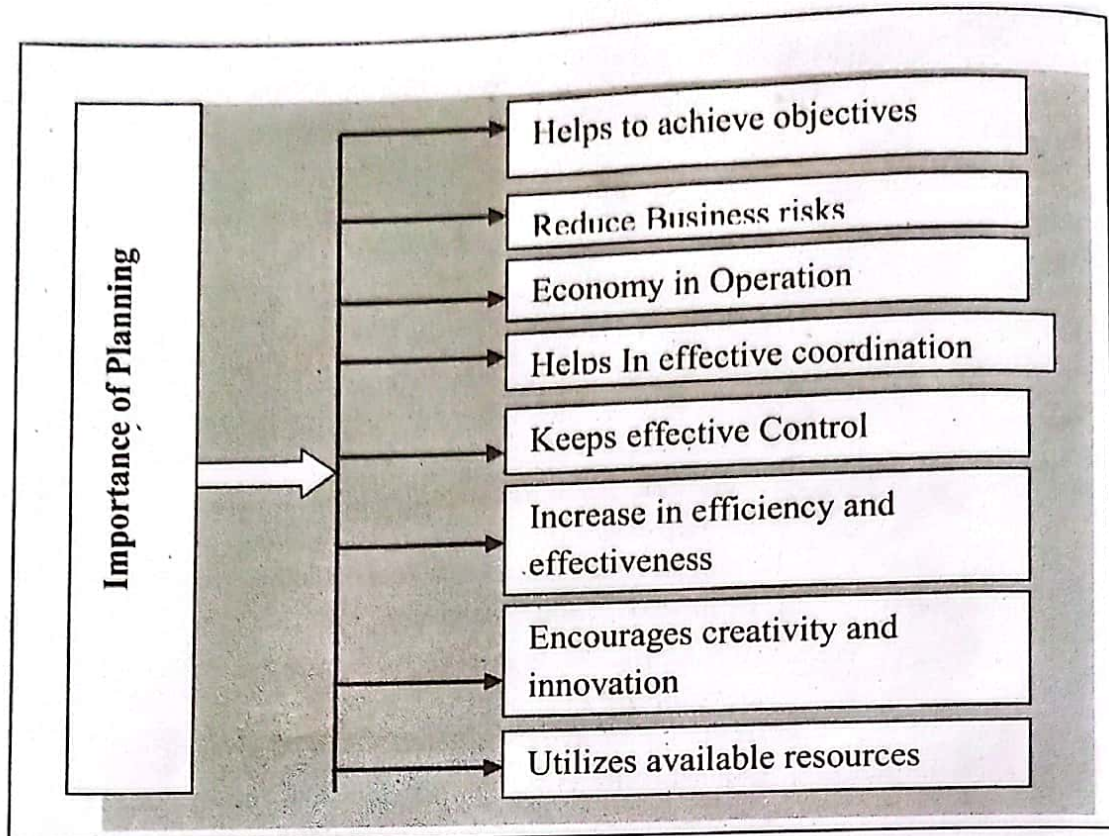 Importance of Planning
Helps to achieve objectives
Reduce Business risks
Economy in Operation
Helps In effective coordination
Keeps effective Control
Increase in efficiency and
effectiveness
Encourages creativity and
innovation
Utilizes available resources